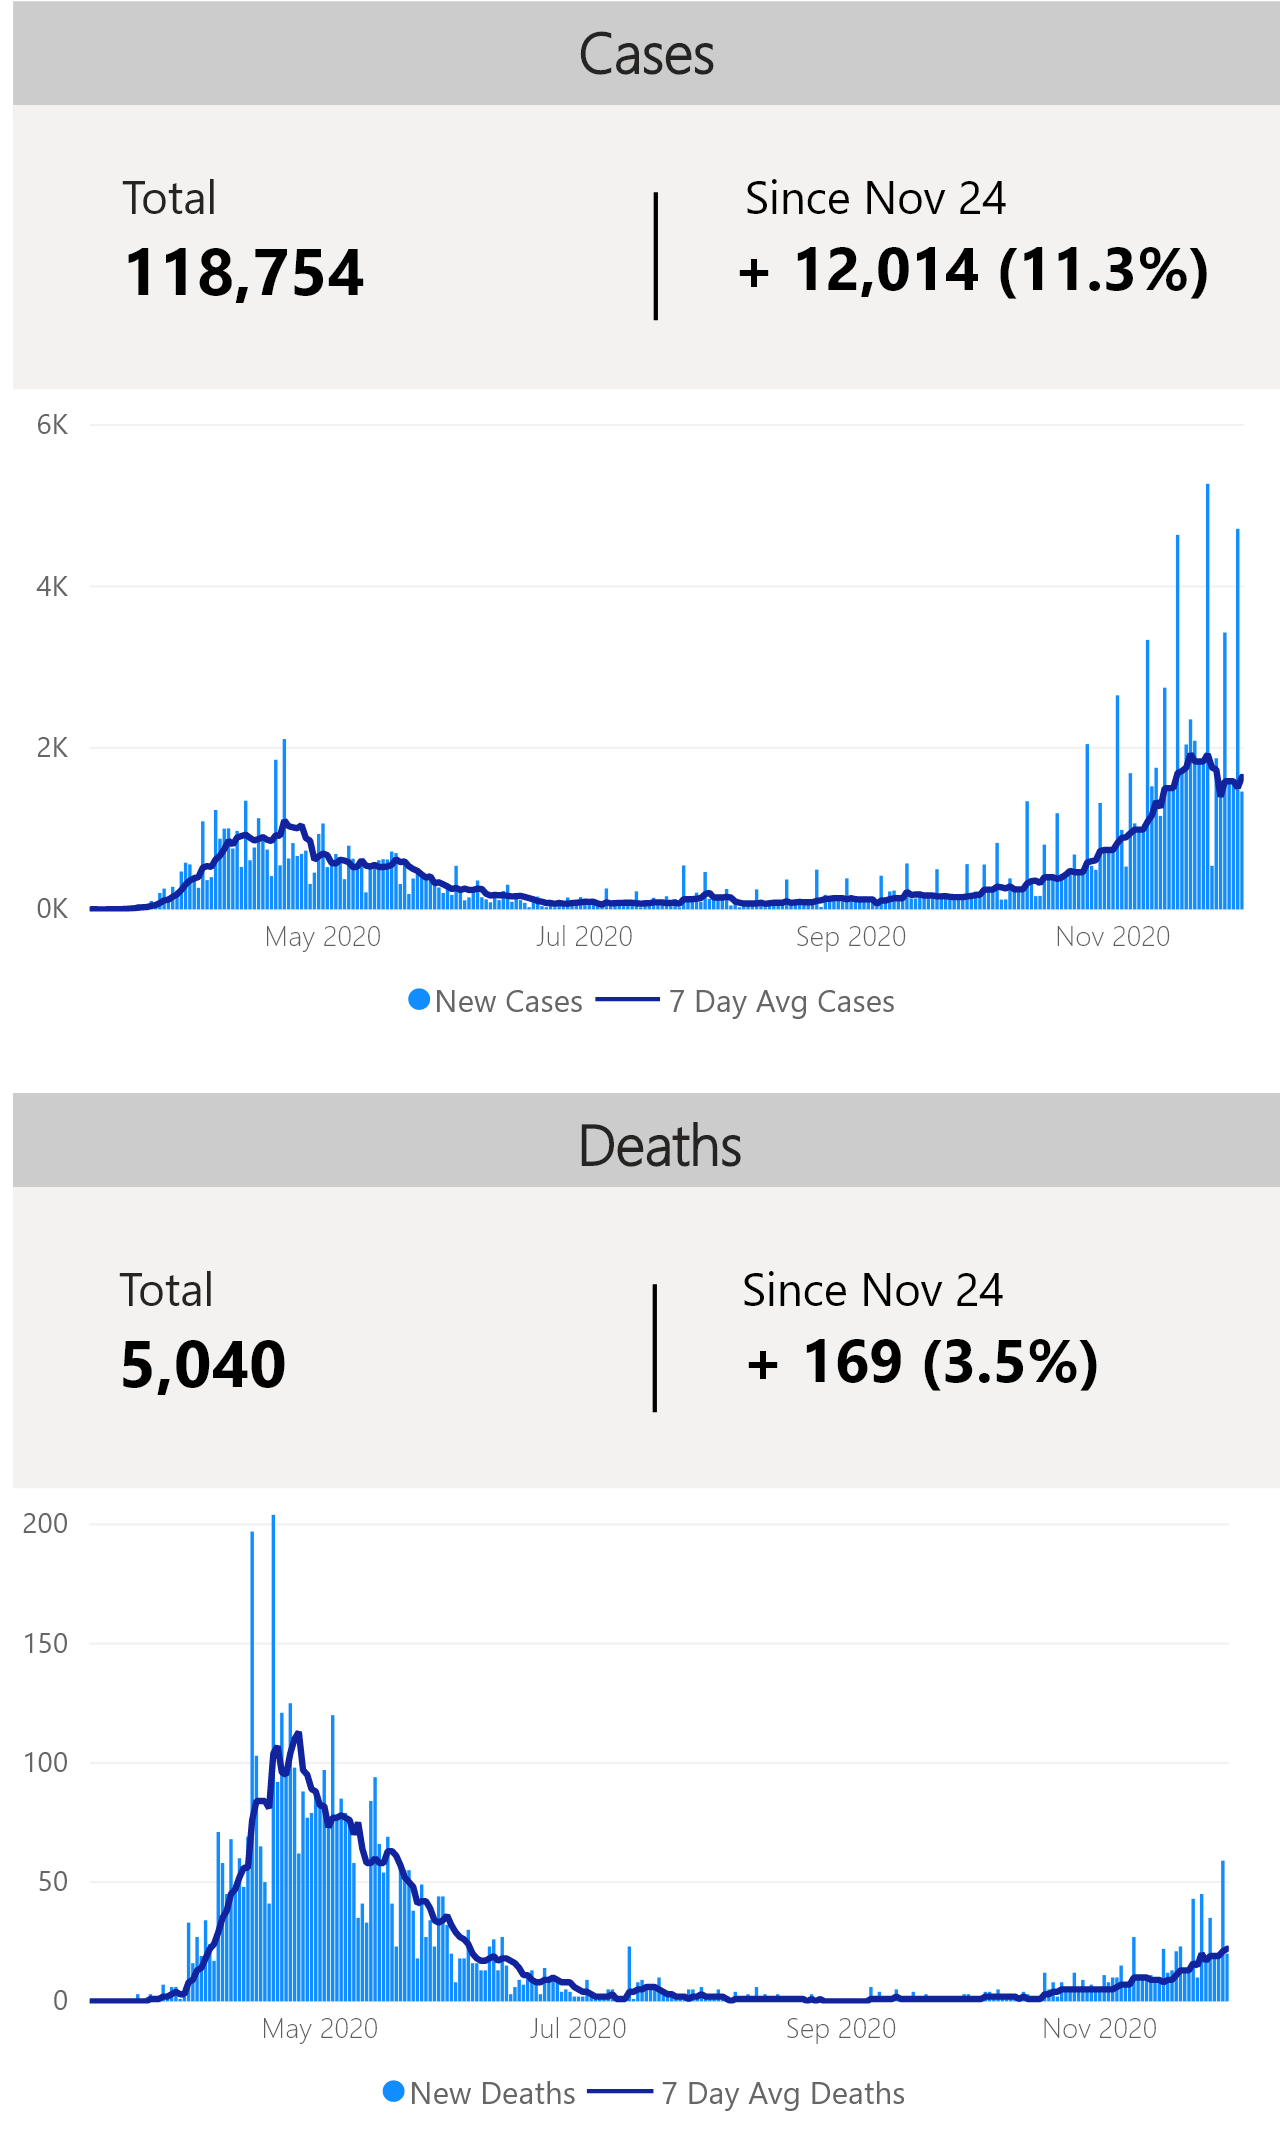 Cases
Total
Since Nov 24
118,754
+ 12,014 (11.3%)
6K
4K
2K
0K
May 2020
Jul 2020
Sep 2020
Nov 2020
New Cases
7 Day Avg Cases
Deaths
Total
Since Nov 24
5,040
+ 169 (3.5%)
200
150
100
50
0
May 2020
Jul 2020
Sep 2020
Nov 2020
New Deaths
7 Day Avg Deaths